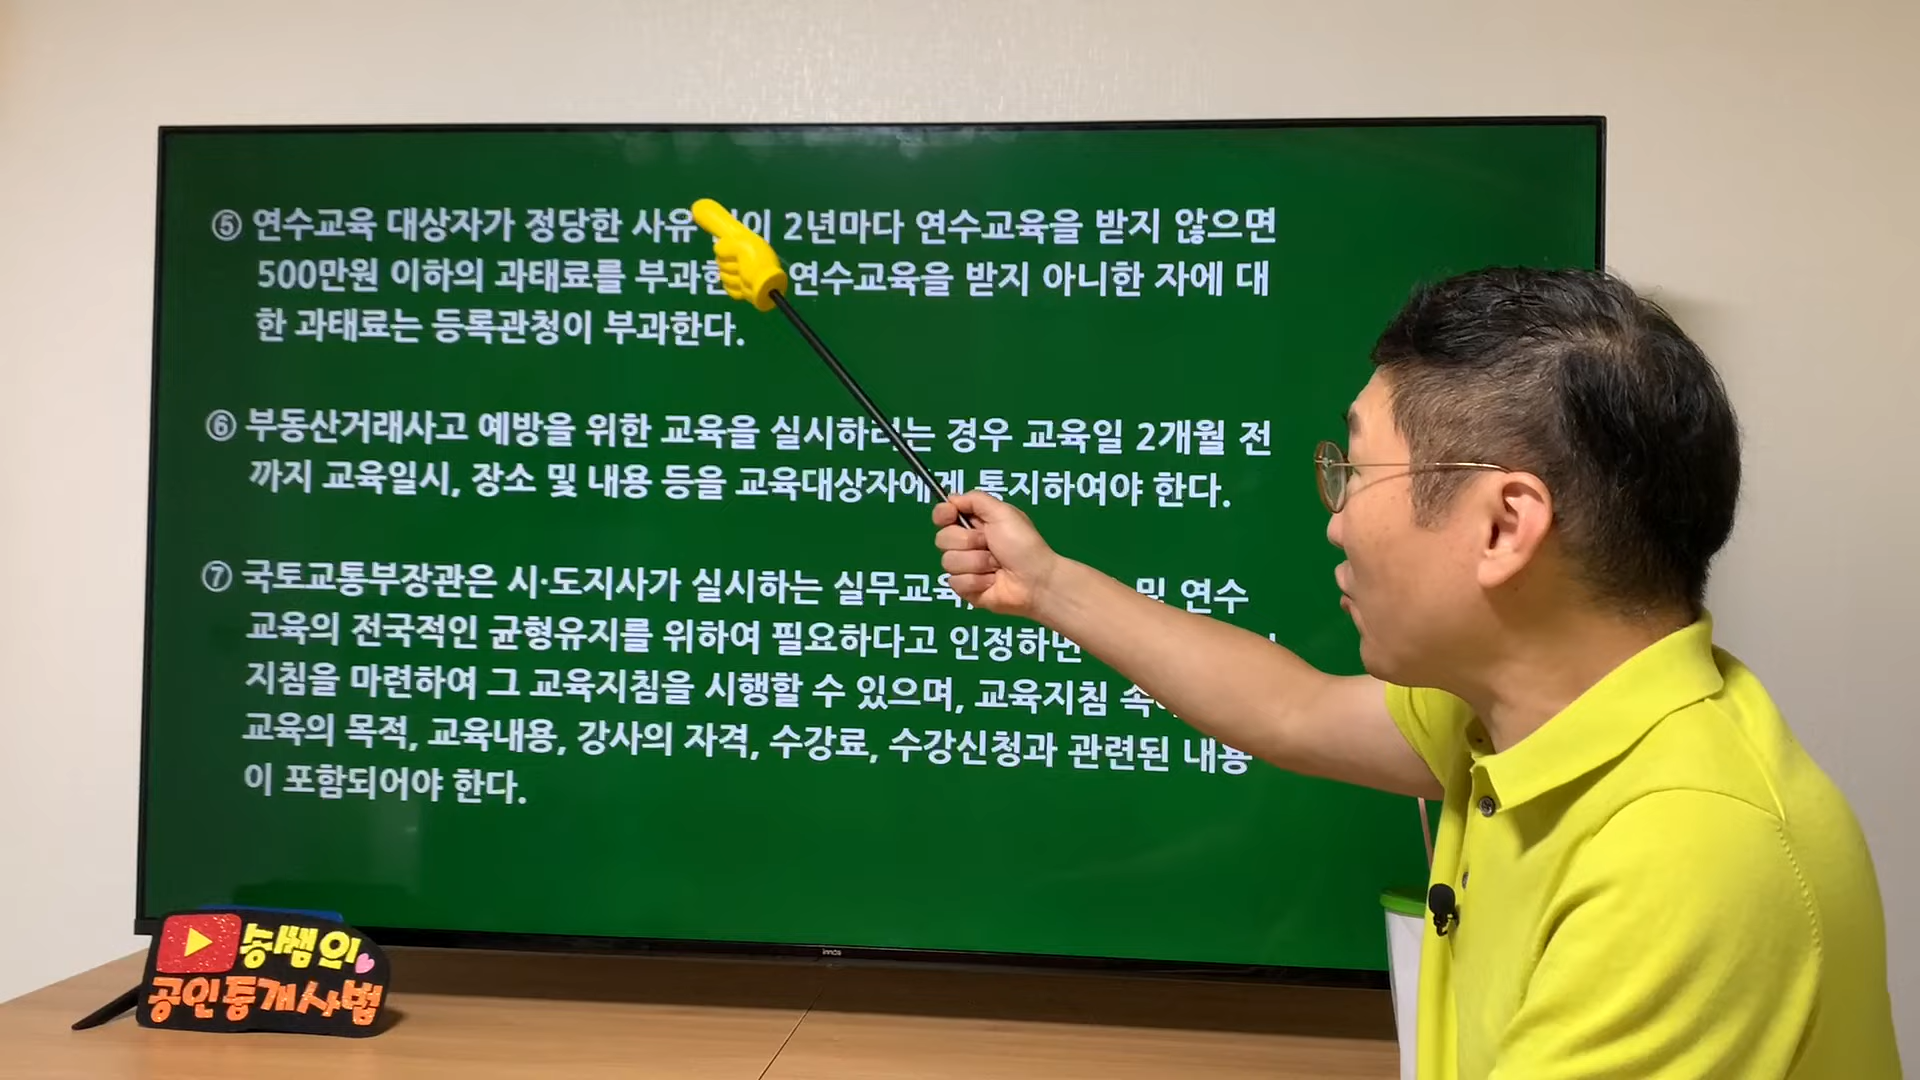 ⑤ 연수교육 대상자가 정당한 사유 이 2년마다 연수교육을 받지 않으면
500만원 이하의 과태료를 부과한 연수교육을 받지 아니한 자에 대
한 과태료는 등록관청이 부과한다.
⑥ 부동산거래사고 예방을 위한 교육을 실시하려는 경우 교육일 2개월 전
까지 교육일시, 장소 및 내용 등을 교육대상자에게 통지하여야 한다.
⑦ 국토교통부장관은 시·도지사가 실시하는 실무교육, 및 연수
교육의 전국적인 균형유지를 위하여 필요하다고 인정하면
지침을 마련하여 그 교육지침을 시행할 수 있으며, 교육지침
교육의 목적, 교육내용, 강사의 자격, 수강료, 수강신청과 관련된 내용
이 포함되어야 한다.
innos
송쌤의
공인중개사법